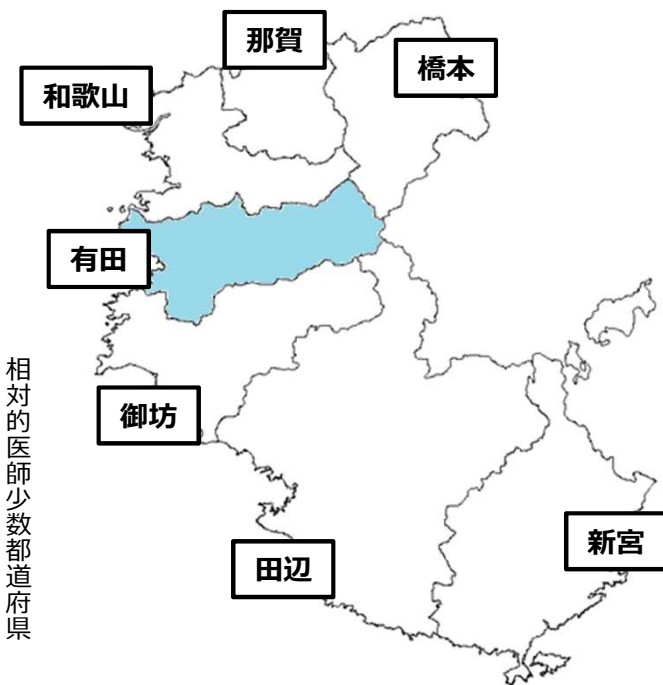 那賀
橋本
和歌山
有田
相対的医師少数都道府県
御坊
新宮
田辺